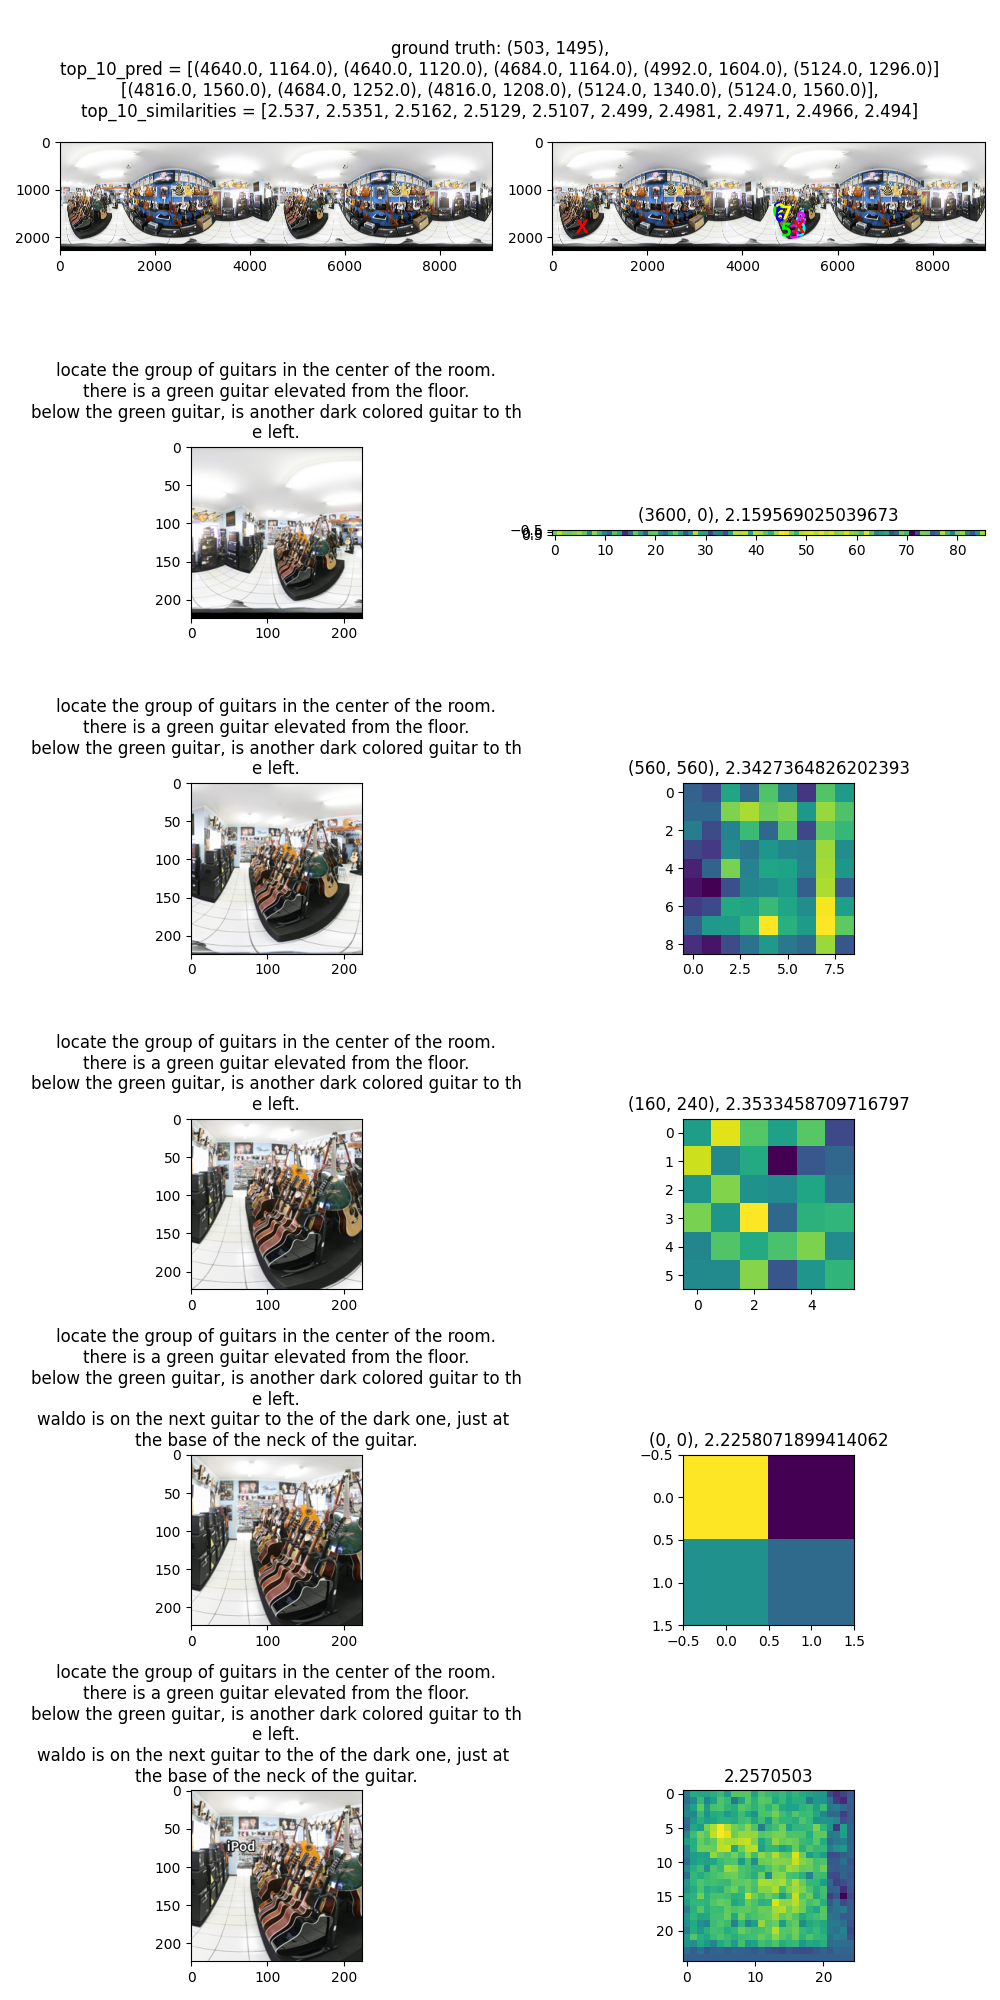 ground truth: (503, 1495),
top_10_pred = [(4640.0, 1164.0), (4640.0, 1120.0), (4684.0, 1164.0), (4992.0, 1604.0), (5124.0, 1296.0)]
[(4816.0, 1560.0), (4684.0, 1252.0), (4816.0, 1208.0), (5124.0, 1340.0), (5124.0, 1560.0)],
top_10_similarities = [2.537, 2.5351, 2.5162, 2.5129, 2.5107, 2.499, 2.4981, 2.4971, 2.4966, 2.494]
0
1000
2000
0 2000 4000 6000 8000
X
0
1000
2000
0 2000 4000 6000 8000
X
7
5
locate the group of guitars in the center of the room.
there is a green guitar elevated from the floor.
below the green guitar, is another dark colored guitar to th
e left.
0
50
100
150
200
0 100 200
(3600, 0), 2.159569025039673
−0.5
0.5
0 10 20 30 40 50 60 70 80
locate the group of guitars in the center of the room.
there is a green guitar elevated from the floor.
below the green guitar, is another dark colored guitar to th
e left.
0
50
100
150
200
0 100 200
(560, 560), 2.3427364826202393
0
2
4
6
8
0.0 2.5 5.0 7.5
locate the group of guitars in the center of the room.
there is a green guitar elevated from the floor.
below the green guitar, is another dark colored guitar to th
e left.
0
50
100
150
200
0 100 200
(160, 240), 2.3533458709716797
0
1
2
3
4
5
0 2 4
locate the group of guitars in the center of the room.
there is a green guitar elevated from the floor.
below the green guitar, is another dark colored guitar to th
e left.
waldo is on the next guitar to the of the dark one, just at
the base of the neck of the guitar.
0
50
100
150
200
0 100 200
(0, 0), 2.2258071899414062
−0.5
0.0
0.5
1.0
1.5
−0.5 0.0 0.5 1.0 1.5
locate the group of guitars in the center of the room.
there is a green guitar elevated from the floor.
below the green guitar, is another dark colored guitar to th
e left.
waldo is on the next guitar to the of the dark one, just at
the base of the neck of the guitar.
0
50
100
150
200
0 100 200
iPod
2.2570503
0
5
10
15
20
0 10 20